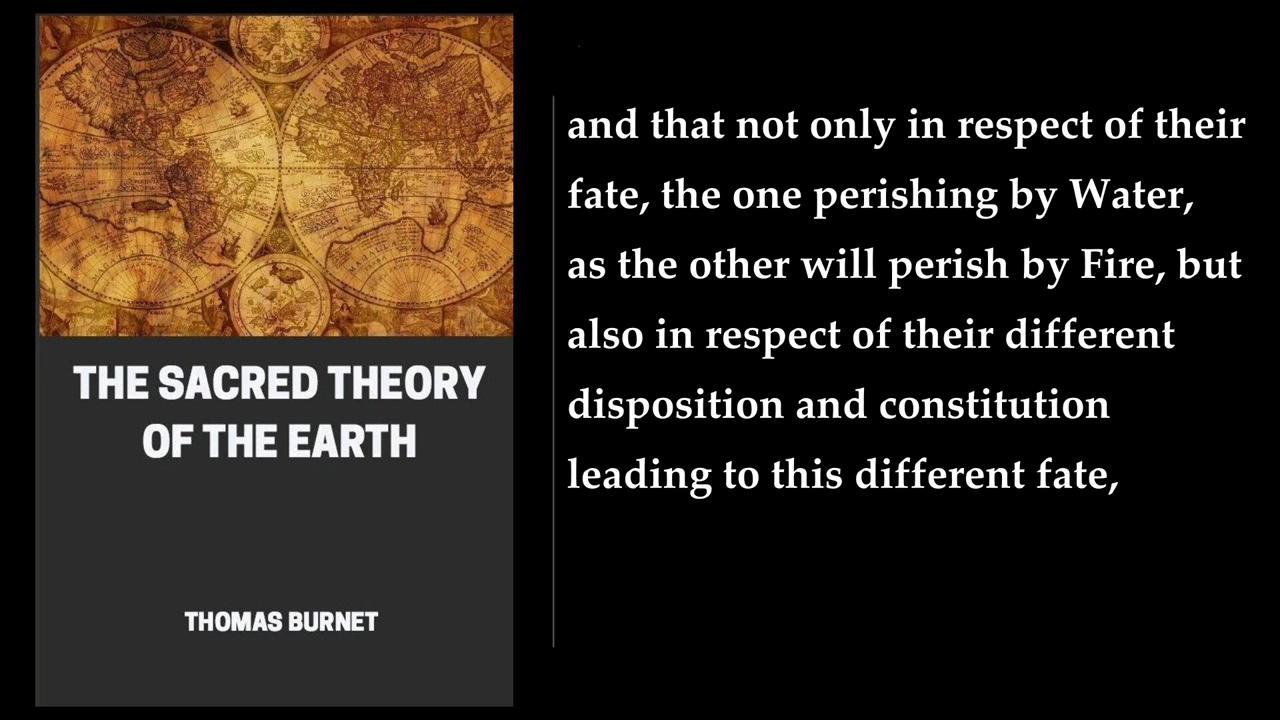 THE SACRED THEORY
OF THE EARTH
THOMAS BURNET
and that not only in respect of their
fate, the one perishing by Water,
as the other will perish by Fire, but
also in respect of their different
disposition and constitution
leading to this different fate,